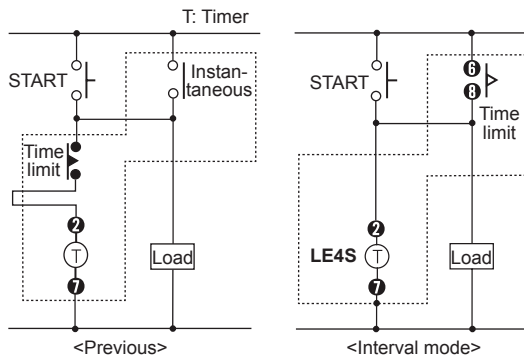 T: Timer
START
Instan-
taneous
Time
limit
2
T
7
Load
<Previous>
START
6
8
Time
limit
2
LE4S
T
7
Load
<Interval mode>